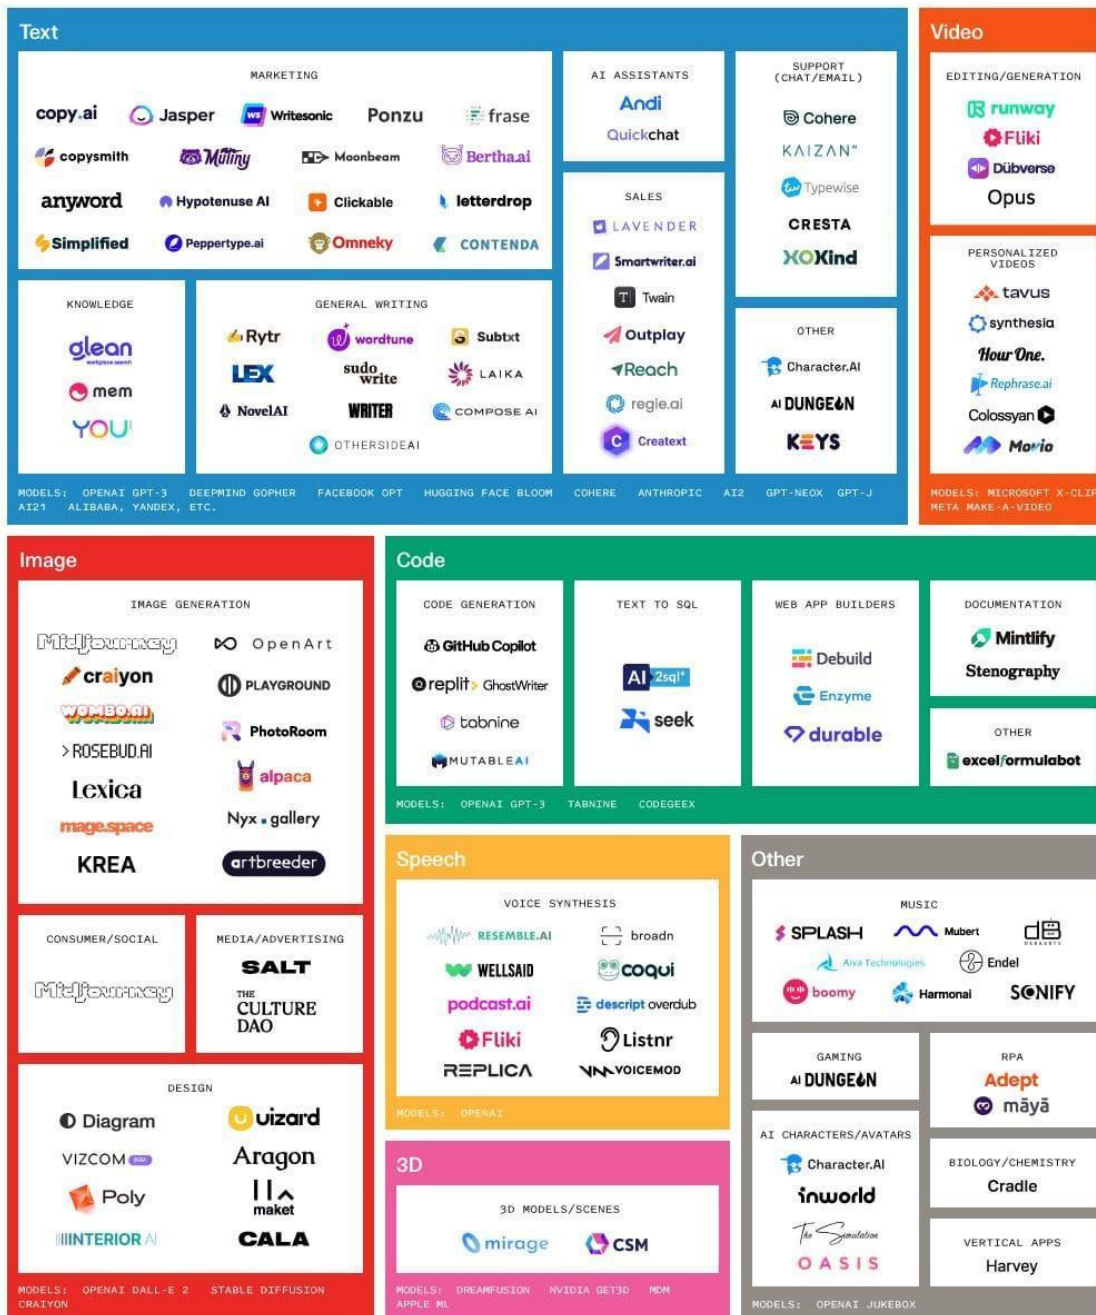 Text
MARKETING
copy.ai Jasper Writesonic Ponzu frase
copysmith Mutiny Moonbeam Bertha.ai
anyword Hypotenuse AI Clickable letterdrop
Simplified Peppertype.ai Omneky CONTENDA
KNOWLEDGE
glean
workplace search
mem
YOU
GENERAL WRITING
Rytr wordtune Subtxt
LEX sudo write LAIKA
NovelAI WRITER COMPOSE AI
OTHERSIDEAI
AI ASSISTANTS
Andi
Quickchat
SALES
LAVENDER
Smartwriter.ai
Twain
Outplay
Reach
regie.ai
Creatext
SUPPORT
(CHAT/EMAIL)
Cohere
KAIZAN
Typewise
CRESTA
XOKind
OTHER
Character.AI
AI DUNGEON
KEYS
MODELS: OPENAI GPT-3 DEEPMIND GOPHER FACEBOOK OPT HUGGING FACE BLOOM COHERE ANTHROPIC AI2 GPT-NEOX GPT-J
AI21 ALIBABA, YANDEX, ETC.
Video
EDITING/GENERATION
runway
Fliki
Dübverse
Opus
PERSONALIZED
VIDEOS
tavus
synthesia
Hour One.
Rephrase.ai
Colossyan
Movio
MODELS: MICROSOFT X-CLIP
META MAKE-A-VIDEO
Image
IMAGE GENERATION
Midjourney OpenArt
craiyon PLAYGROUND
WOMBO.AI PhotoRoom
>ROSEBUD.AI alpaca
Lexica Nyx.gallery
mage.space artbreeder
KREA
CONSUMER/SOCIAL
Midjourney
MEDIA/ADVERTISING
SALT
THE
CULTURE
DAO
DESIGN
Diagram uizard
VIZCOM Aragon
Poly maket
INTERIOR AI CALA
MODELS: OPENAI DALL-E 2 STABLE DIFFUSION
CRAIYON
Code
CODE GENERATION
GitHub Copilot
replit GhostWriter
tabnine
MUTABLEAI
TEXT TO SQL
AI 2sql
seek
WEB APP BUILDERS
Debuild
Enzyme
durable
DOCUMENTATION
Mintlify
Stenography
OTHER
excelformulabot
MODELS: OPENAI GPT-3 TABNINE CODEGEEX
Speech
VOICE SYNTHESIS
RESEMBLE.AI broadn
WELLSAID coqui
podcast.ai descript overdub
Fliki Listnr
REPLICA VOICEMOD
MODELS: OPENAI
3D
3D MODELS/SCENES
mirage CSM
MODELS: DREAMFUSION NVIDIA GET3D MDM
APPLE ML
Other
MUSIC
SPLASH Mubert dB
Aiva Technologies Endel
boomy Harmonai SONIFY
GAMING
AI DUNGEON
RPA
Adept
māyā
AI CHARACTERS/AVATARS
Character.AI
inworld
The Simulation
OASIS
BIOLOGY/CHEMISTRY
Cradle
VERTICAL APPS
Harvey
MODELS: OPENAI JUKEBOX